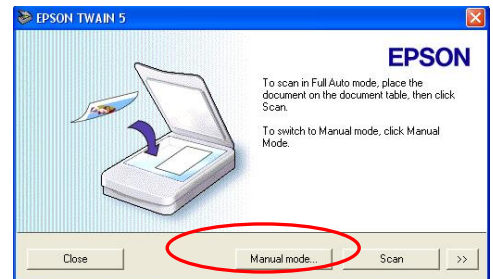 EPSON TWAIN 5
EPSON
To scan in Full Auto mode, place the
document on the document table, then click
Scan.
To switch to Manual mode, click Manual
Mode.
Close
Manual mode...
Scan
>>